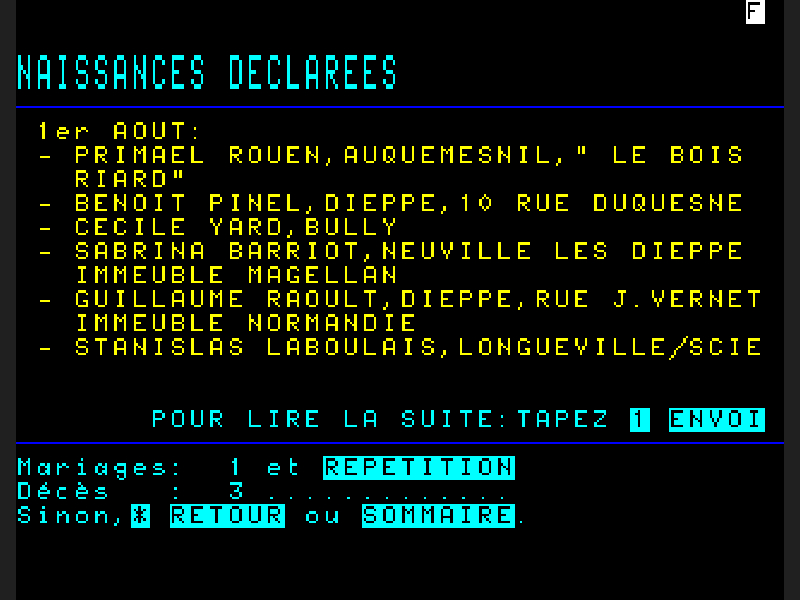 F
NAISSANCES DECLAREES
1er AOUT:
- PRIMAEL ROUEN,AUQUEMESNIL," LE BOIS
RIARD"
- BENOIT PINEL,DIEPPE,10 RUE DUQUESNE
- CECILE YARD,BULLY
- SABRINA BARRIOT,NEUVILLE LES DIEPPE
IMMEUBLE MAGELLAN
- GUILLAUME RAOULT,DIEPPE,RUE J.VERNET
IMMEUBLE NORMANDIE
- STANISLAS LABOULAIS,LONGUEVILLE/SCIE
POUR LIRE LA SUITE:TAPEZ 1 ENVOI
Mariages: 1 et REPETITION
Décès : 3 .............
Sinon,* RETOUR ou SOMMAIRE.